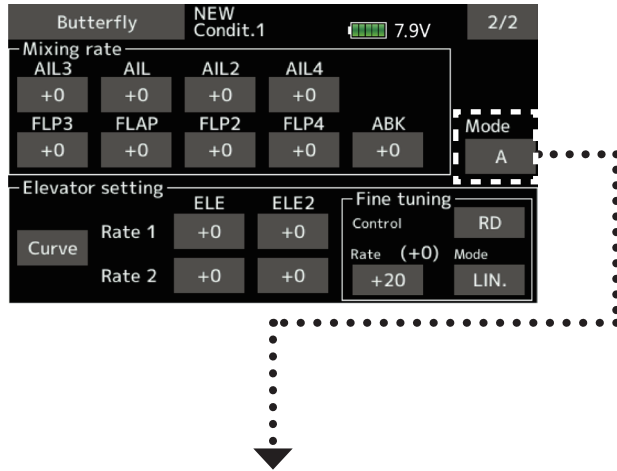 Butterfly NEW Condit.1 7.9V 2/2
Mixing rate
AIL3 AIL AIL2 AIL4
+0 +0 +0 +0
FLP3 FLAP FLP2 FLP4 ABK Mode
+0 +0 +0 +0 +0 A
Elevator setting
ELE ELE2 Fine tuning
Curve Rate 1 +0 +0 Control RD
Rate (+0) Mode
Rate 2 +0 +0 +20 LIN.